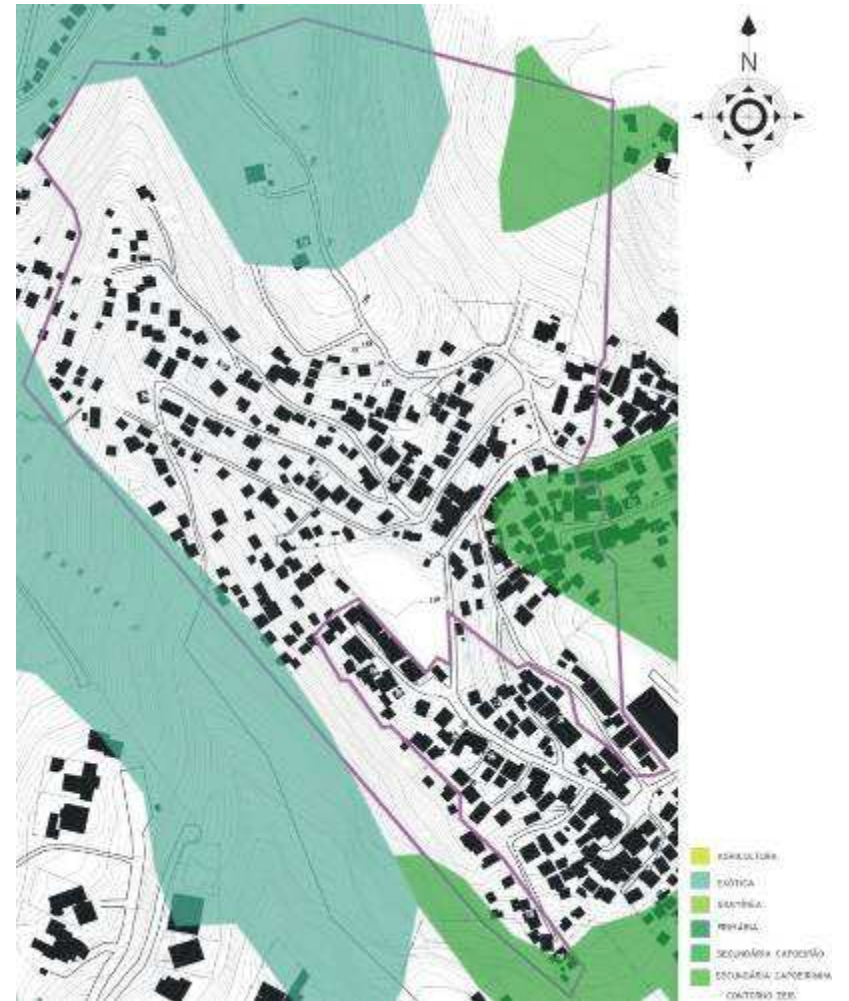 N
AGRICULTURA
EXÓTICA
GRAMÍNEA
PRIMÁRIA
SECUNDÁRIA CAPOEIRÃO
SECUNDÁRIA CAPOEIRINHA
CONTORNO ZEIS